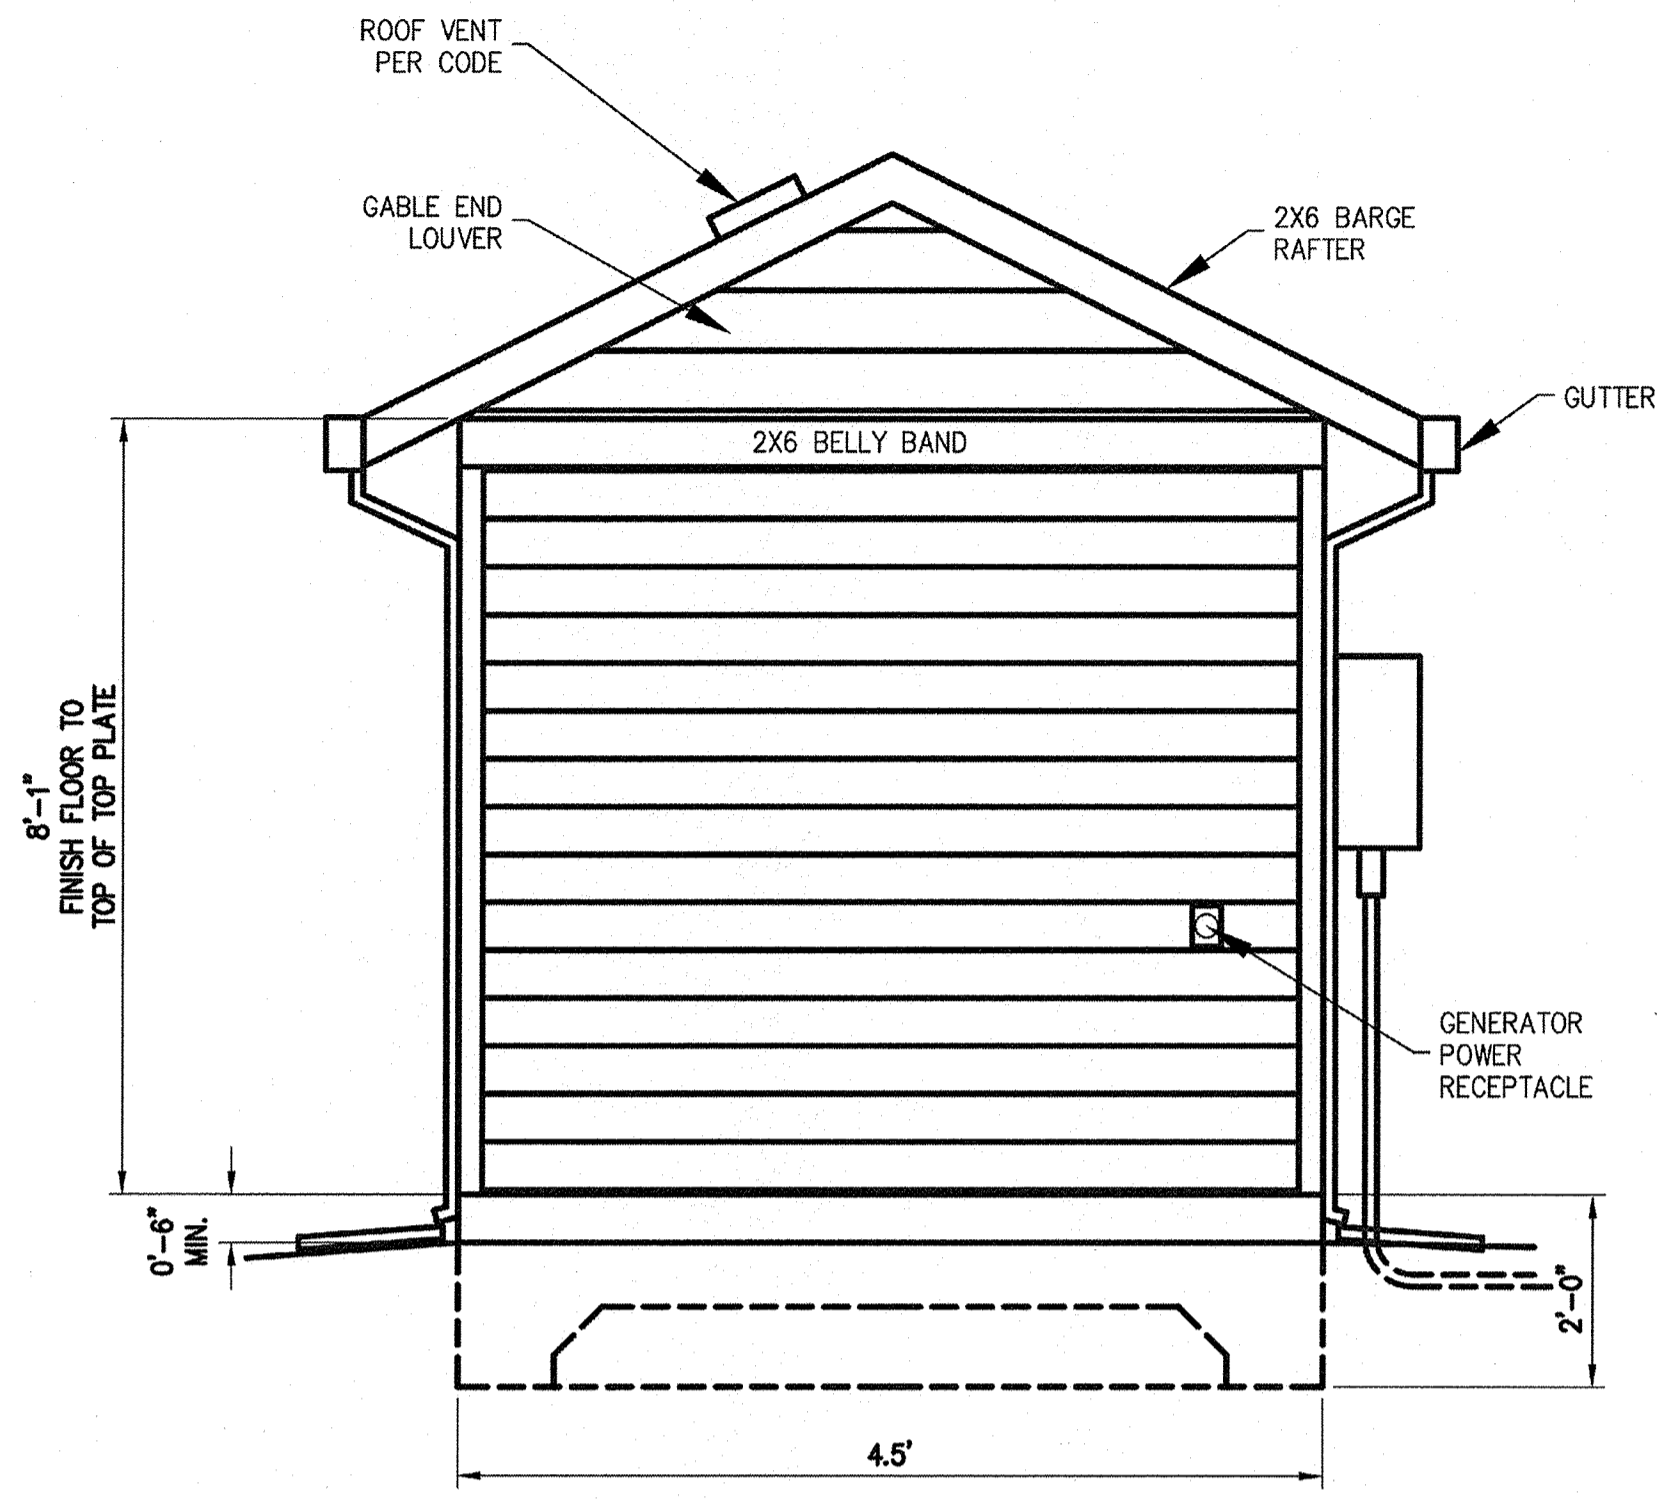 ROOF VENT
PER CODE
GABLE END
LOUVER
2X6 BARGE
RAFTER
GUTTER
2X6 BELLY BAND
8'-1"
FINISH FLOOR TO
TOP OF TOP PLATE
GENERATOR
POWER
RECEPTACLE
0'-6"
MIN.
2'-0"
4.5'